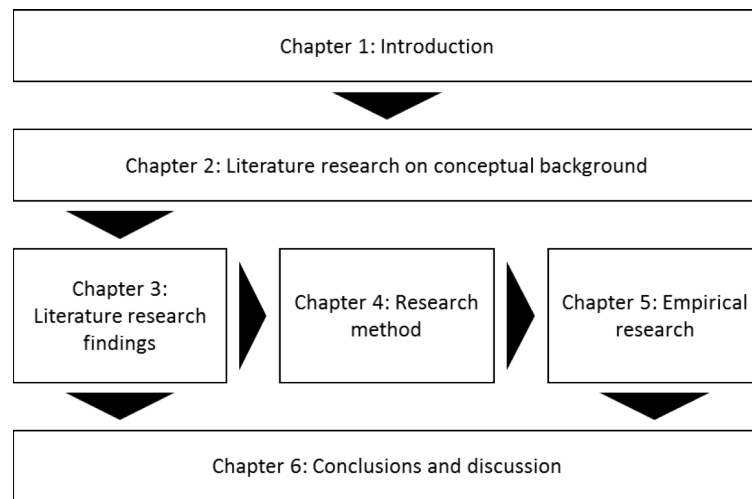 Chapter 1: Introduction
Chapter 2: Literature research on conceptual background
Chapter 3:
Literature research
findings
Chapter 4: Research
method
Chapter 5: Empirical
research
Chapter 6: Conclusions and discussion